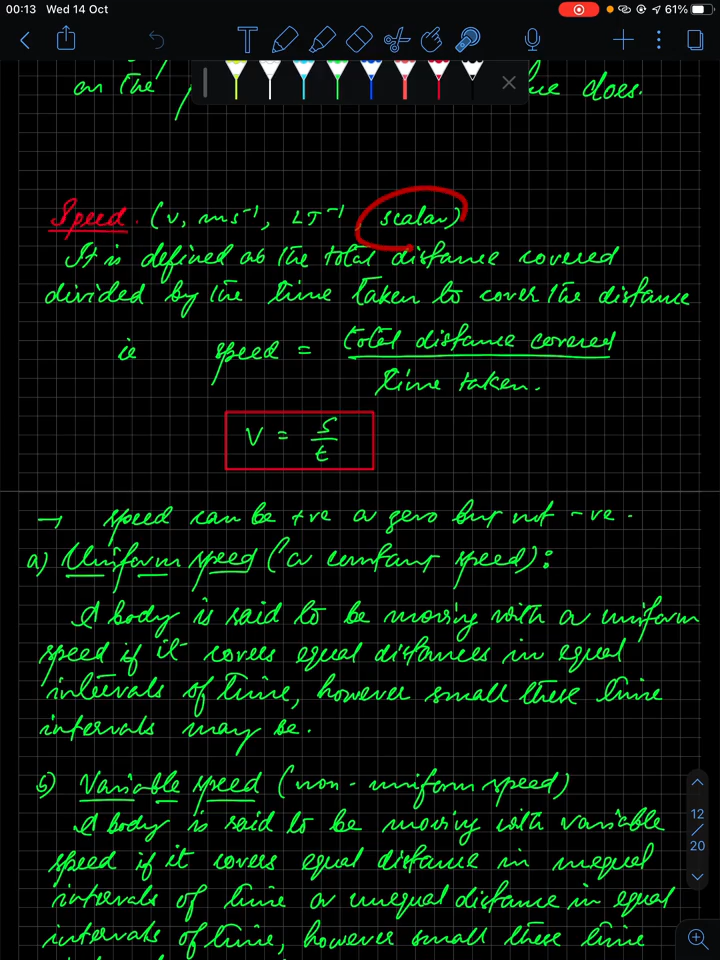 00:13 Wed 14 Oct 61%
on the does.
Speed. (v, ms⁻¹, LT⁻¹, scalar)
It is defined as the total distance covered
divided by the time taken to cover the distance
ie speed = total distance covered
time taken.
V = S
t
→ speed can be +ve or zero but not -ve.
a) Uniform speed (or constant speed):
A body is said to be moving with a uniform
speed if it covers equal distances in equal
intervals of time, however small these time
intervals may be.
b) Variable speed (non-uniform speed)
A body is said to be moving with variable
speed if it covers equal distance in unequal
intervals of time or unequal distance in equal
intervals of time, however small these time
12
/
20